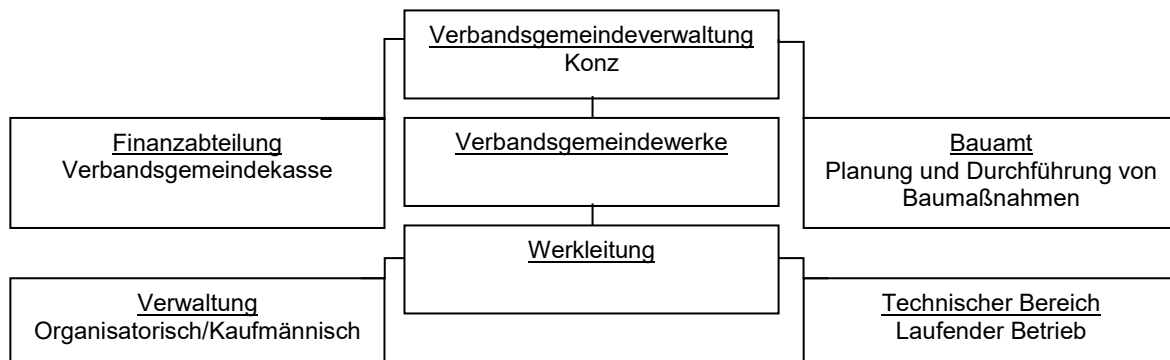 Verbandsgemeindeverwaltung
Konz
Finanzabteilung
Verbandsgemeindekasse
Verbandsgemeindewerke
Bauamt
Planung und Durchführung von
Baumaßnahmen
Werkleitung
Verwaltung
Organisatorisch/Kaufmännisch
Technischer Bereich
Laufender Betrieb